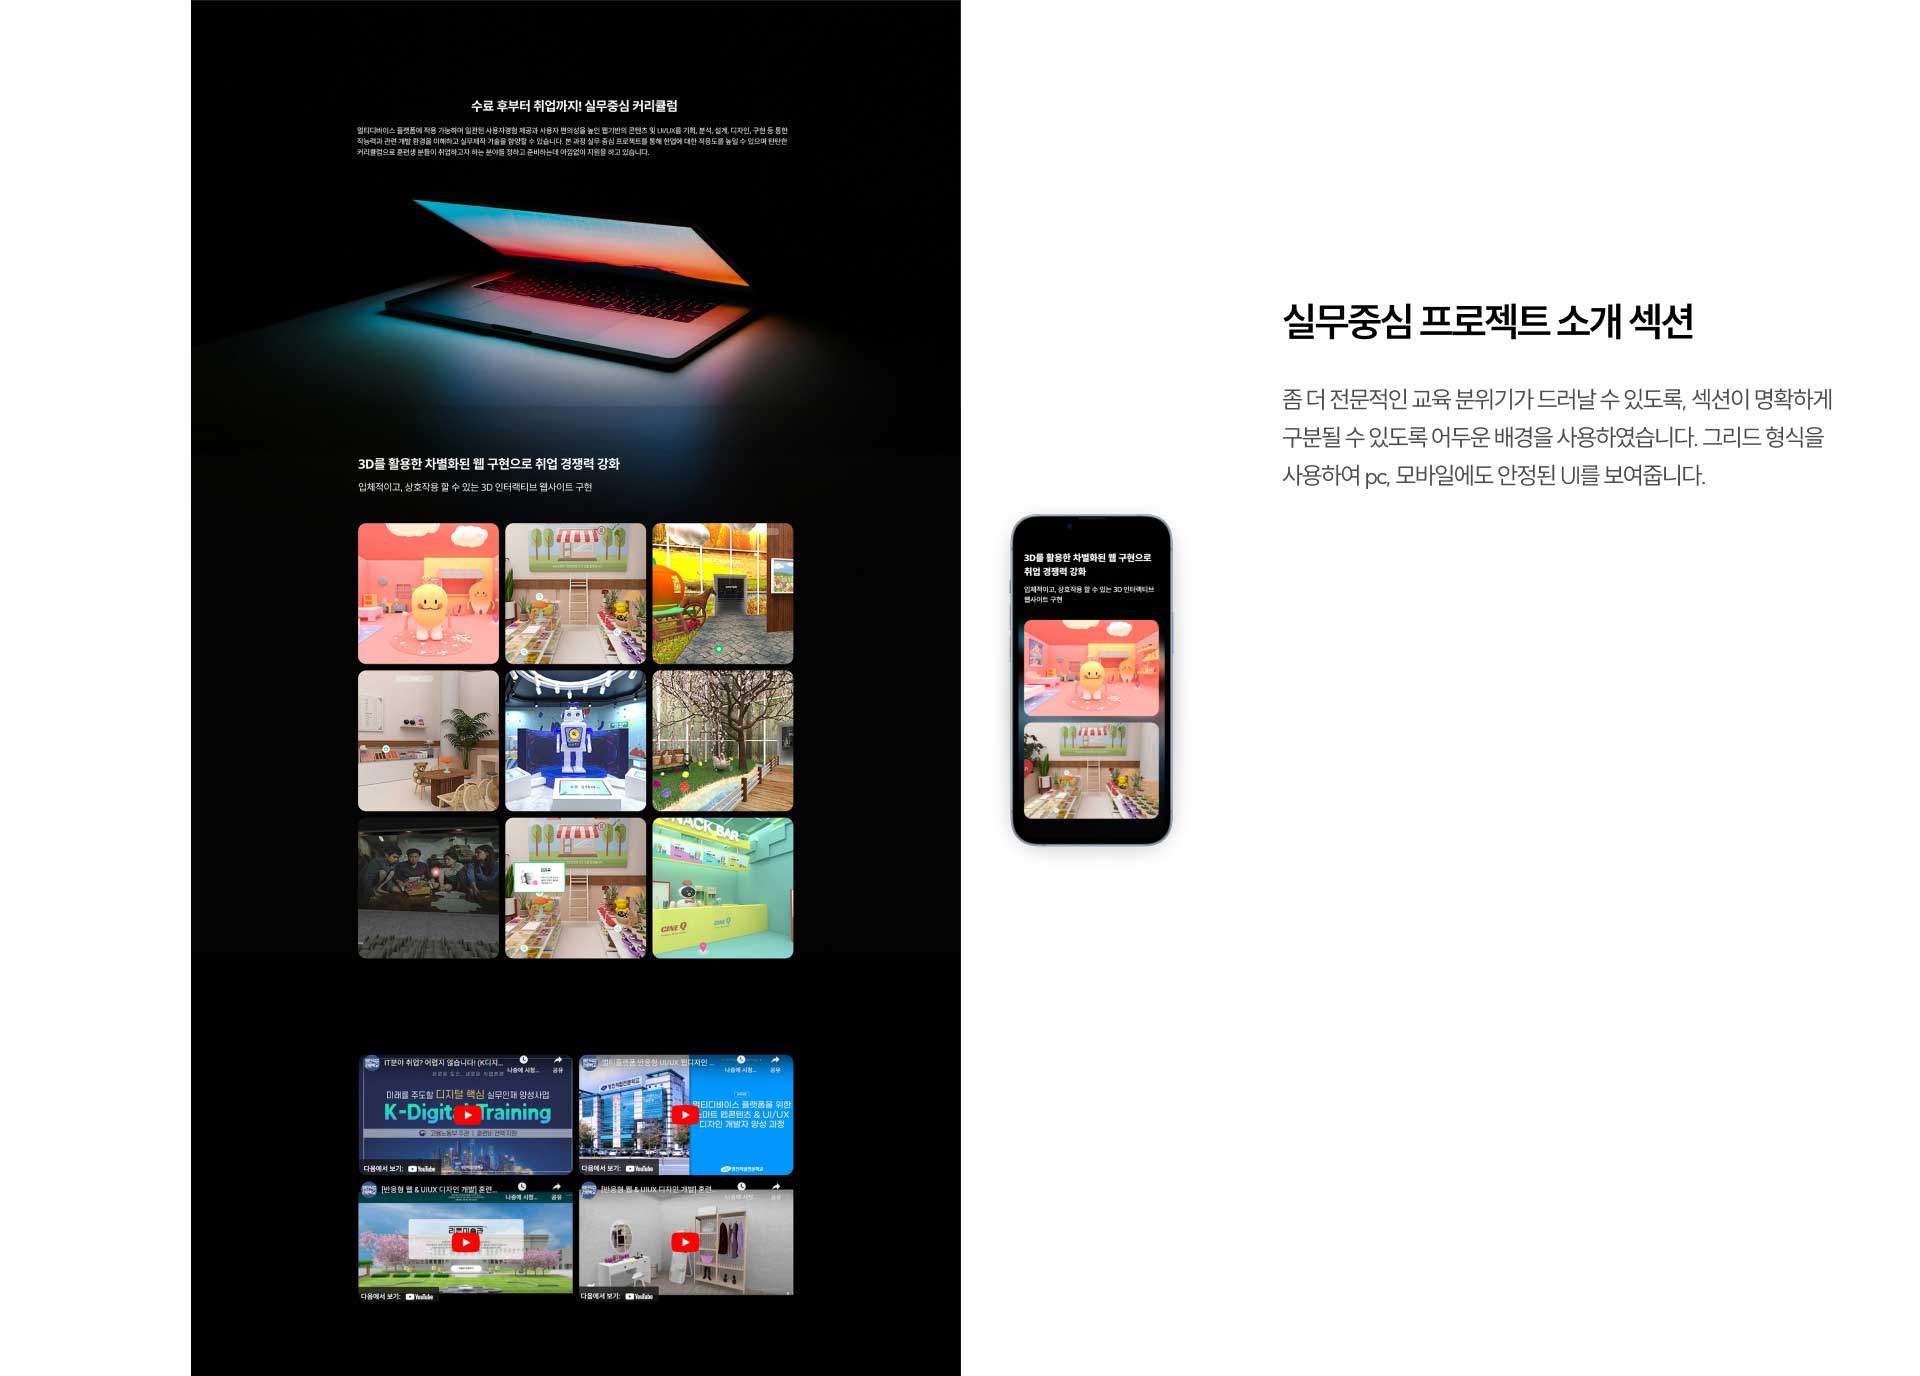 수료 후부터 취업까지! 실무중심 커리큘럼
멀티디바이스 플랫폼에 적용 가능하며 일관된 사용자경험 제공과 사용자 편의성을 높인 웹기반의 콘텐츠 및 UI/UX를 기획, 분석, 설계, 디자인, 구현 등 통한
직능력과 관련 개발 환경을 이해하고 실무제작 기술을 함양할 수 있습니다. 본 과정 실무 중심 프로젝트를 통해 현업에 대한 적응도를 높일 수 있으며 탄탄한
커리큘럼으로 훈련생 분들이 취업하고자 하는 분야를 정하고 준비하는데 아낌없이 지원을 하고 있습니다.
3D를 활용한 차별화된 웹 구현으로 취업 경쟁력 강화
입체적이고, 상호작용 할 수 있는 3D 인터랙티브 웹사이트 구현
SNACK BAR
CINE Q
CINE Q
IT분야 취업? 어렵지 않습니다! (K디지...
나중에 시청...
공유
미래를 주도할 디지털 핵심 실무인재 양성사업
K-Digital Training
고용노동부 주관 | 훈련비 전액 지원
다음에서 보기: YouTube
멀티플랫폼 반응형 UI/UX 웹디자인 ...
나중에 시청...
공유
멀티디바이스 플랫폼을 위한
스마트 웹콘텐츠 & UI/UX
디자인 개발자 양성 과정
다음에서 보기: YouTube
[반응형 웹 & UIUX 디자인 개발] 훈련...
나중에 시청...
공유
다음에서 보기: YouTube
[반응형 웹 & UIUX 디자인 개발] 훈련...
나중에 시청...
공유
다음에서 보기: YouTube
3D를 활용한 차별화된 웹 구현으로
취업 경쟁력 강화
입체적이고, 상호작용 할 수 있는 3D 인터랙티브
웹사이트 구현
실무중심 프로젝트 소개 섹션
좀 더 전문적인 교육 분위기가 드러날 수 있도록, 섹션이 명확하게
구분될 수 있도록 어두운 배경을 사용하였습니다. 그리드 형식을
사용하여 pc, 모바일에도 안정된 UI를 보여줍니다.